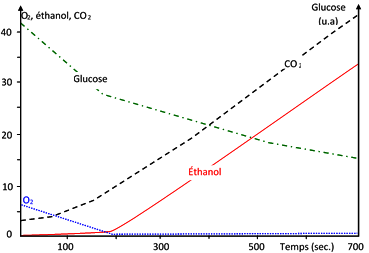 O₂, éthanol, CO₂
Glucose
(u.a)
40
CO₂
Glucose
30
20
Éthanol
10
O₂
0
100
300
500
Temps (sec.)
700